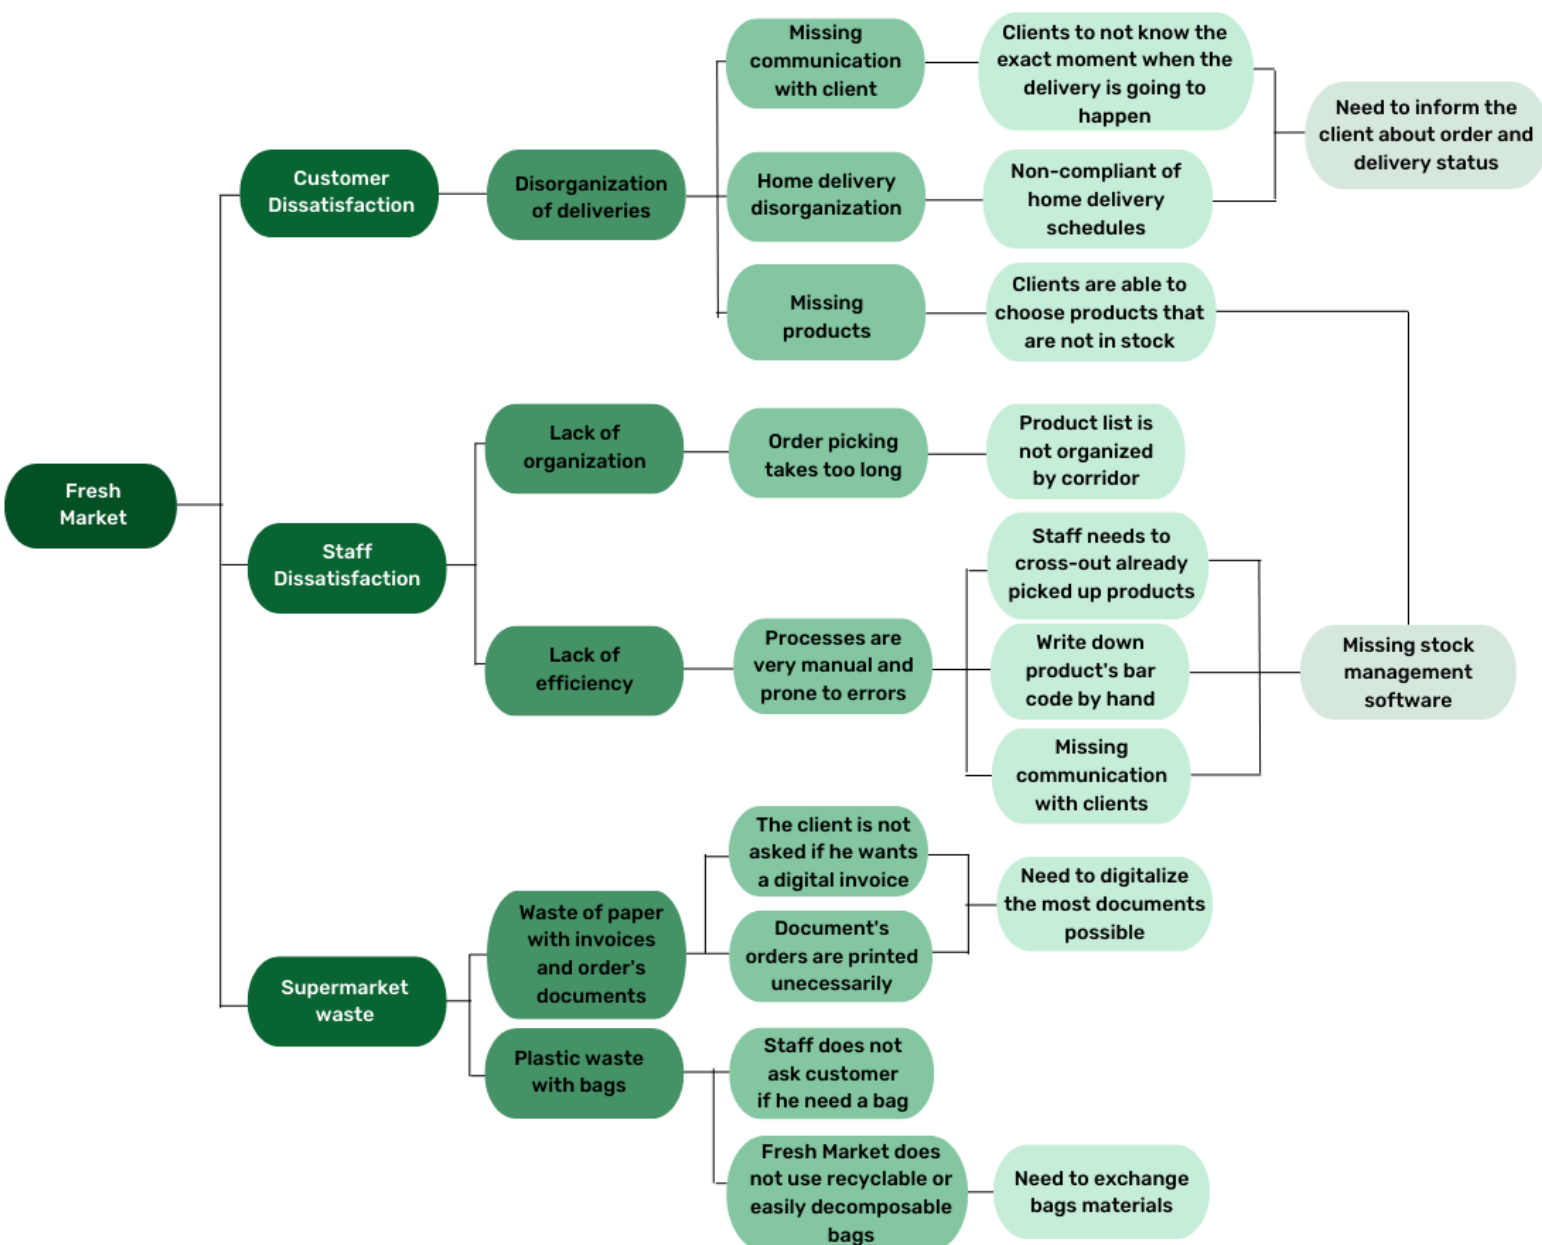 Fresh
Market
Customer
Dissatisfaction
Disorganization
of deliveries
Missing
communication
with client
Clients to not know the
exact moment when the
delivery is going to
happen
Need to inform the
client about order and
delivery status
Home delivery
disorganization
Non-compliant of
home delivery
schedules
Missing
products
Clients are able to
choose products that
are not in stock
Staff
Dissatisfaction
Lack of
organization
Order picking
takes too long
Product list is
not organized
by corridor
Lack of
efficiency
Processes are
very manual and
prone to errors
Staff needs to
cross-out already
picked up products
Write down
product's bar
code by hand
Missing
communication
with clients
Missing stock
management
software
Supermarket
waste
Waste of paper
with invoices
and order's
documents
The client is not
asked if he wants
a digital invoice
Document's
orders are printed
unecessarily
Need to digitalize
the most documents
possible
Plastic waste
with bags
Staff does not
ask customer
if he need a bag
Fresh Market does
not use recyclable or
easily decomposable
bags
Need to exchange
bags materials